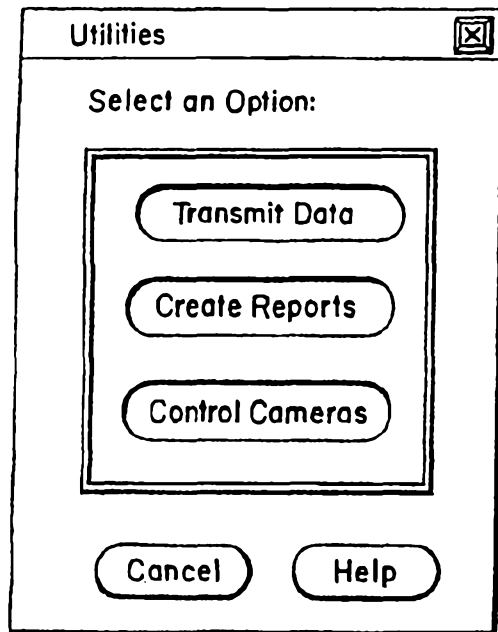 Utilities
Select an Option:
Transmit Data
Create Reports
Control Cameras
Cancel Help